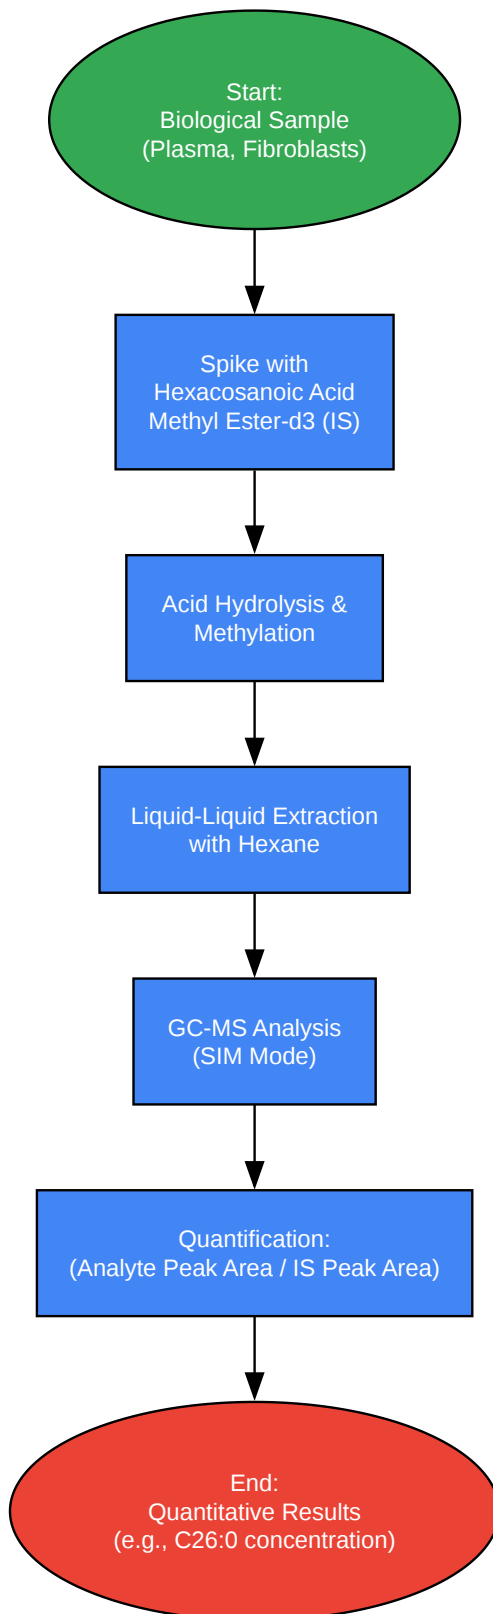 Start:
Biological Sample
(Plasma, Fibroblasts)
Spike with
Hexacosanoic Acid
Methyl Ester-d3 (IS)
Acid Hydrolysis &
Methylation
Liquid-Liquid Extraction
with Hexane
GC-MS Analysis
(SIM Mode)
Quantification:
(Analyte Peak Area / IS Peak Area)
End:
Quantitative Results
(e.g., C26:0 concentration)